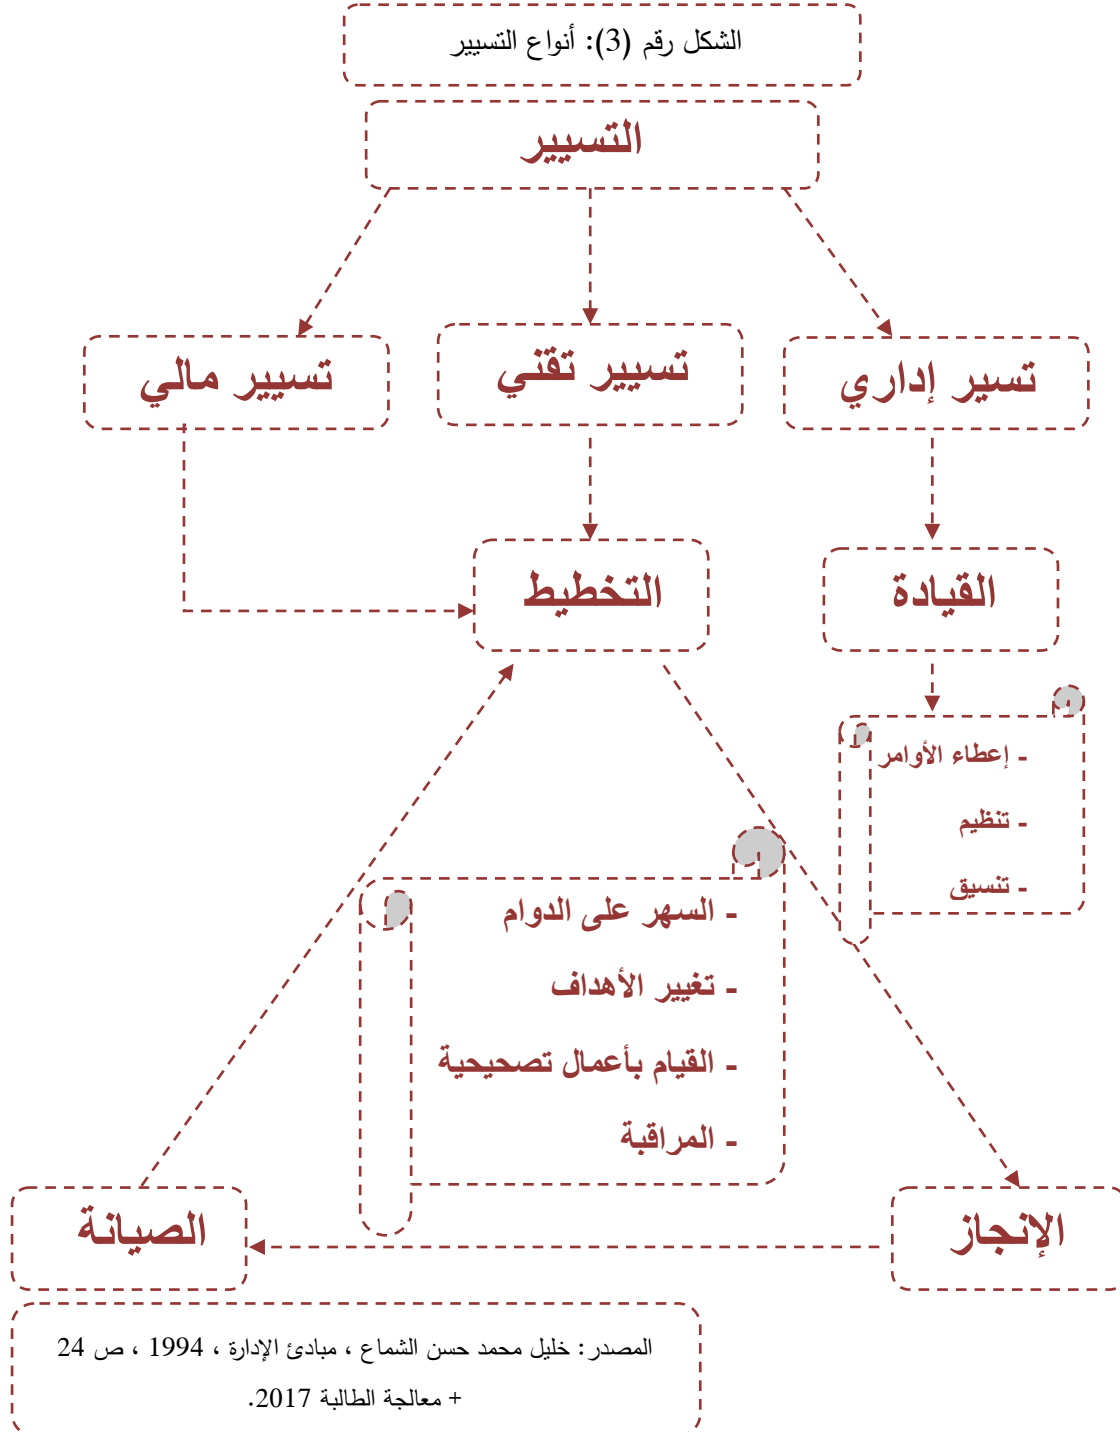 الشكل رقم (3): أنواع التسيير
التسيير
تسير إداري
تسيير تقني
تسيير مالي
القيادة
التخطيط
- إعطاء الأوامر
- تنظيم
- تنسيق
- السهر على الدوام
- تغيير الأهداف
- القيام بأعمال تصحيحية
- المراقبة
الإنجاز
الصيانة
المصدر: خليل محمد حسن الشماع ، مبادئ الإدارة ، 1994 ، ص 24
+ معالجة الطالبة 2017.